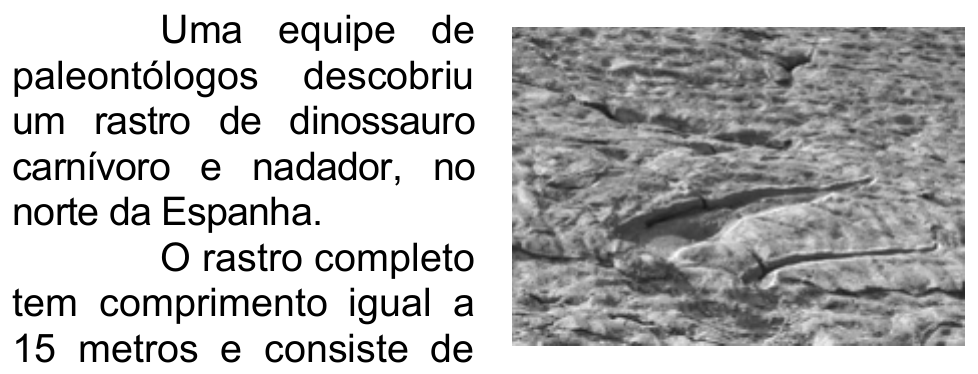 Uma equipe de
paleontólogos descobriu
um rastro de dinossauro
carnívoro e nadador, no
norte da Espanha.
O rastro completo
tem comprimento igual a
15 metros e consiste de